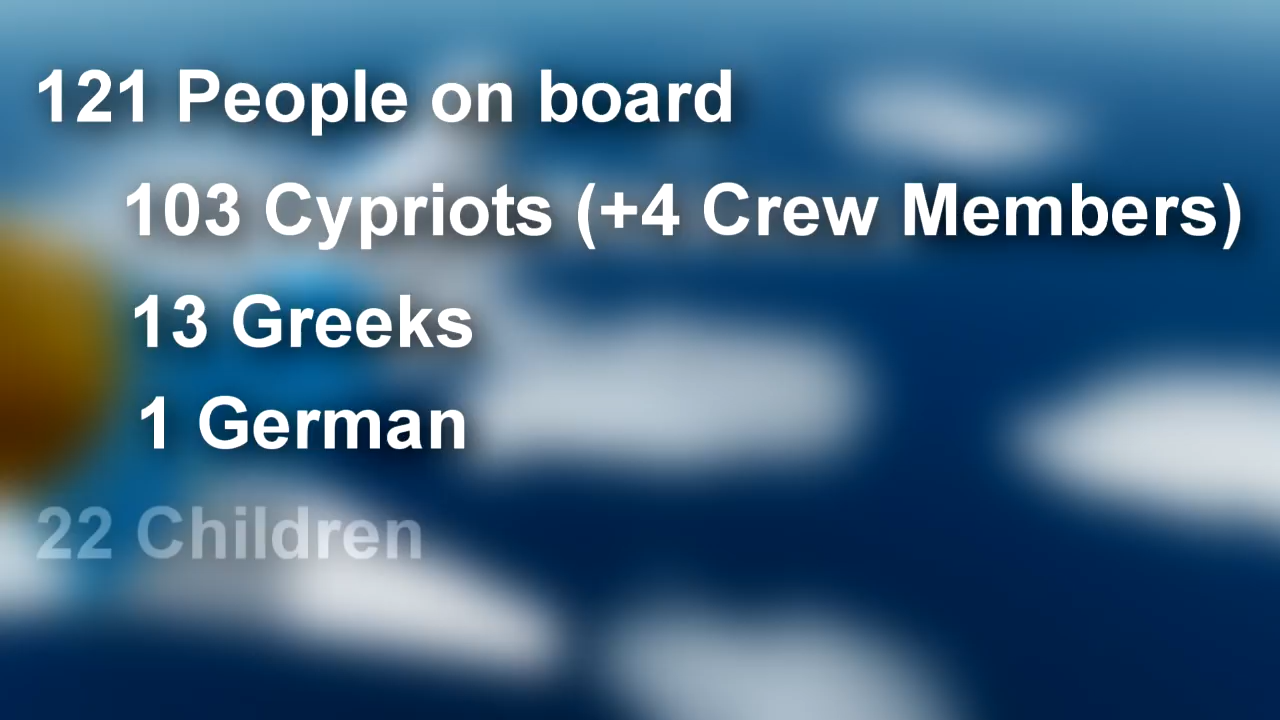 121 People on board
103 Cypriots (+4 Crew Members)
13 Greeks
1 German
22 Children